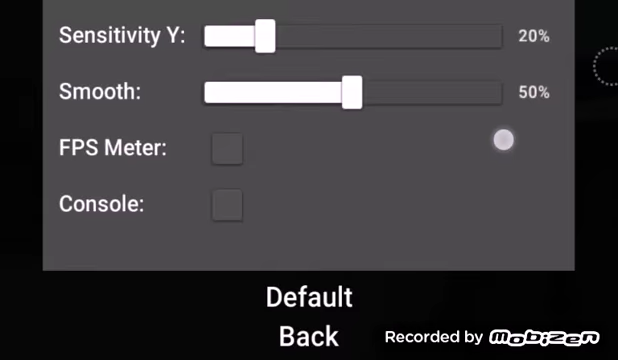 Sensitivity Y: 20%
Smooth: 50%
FPS Meter:
Console:
Default
Back
Recorded by Mobizen